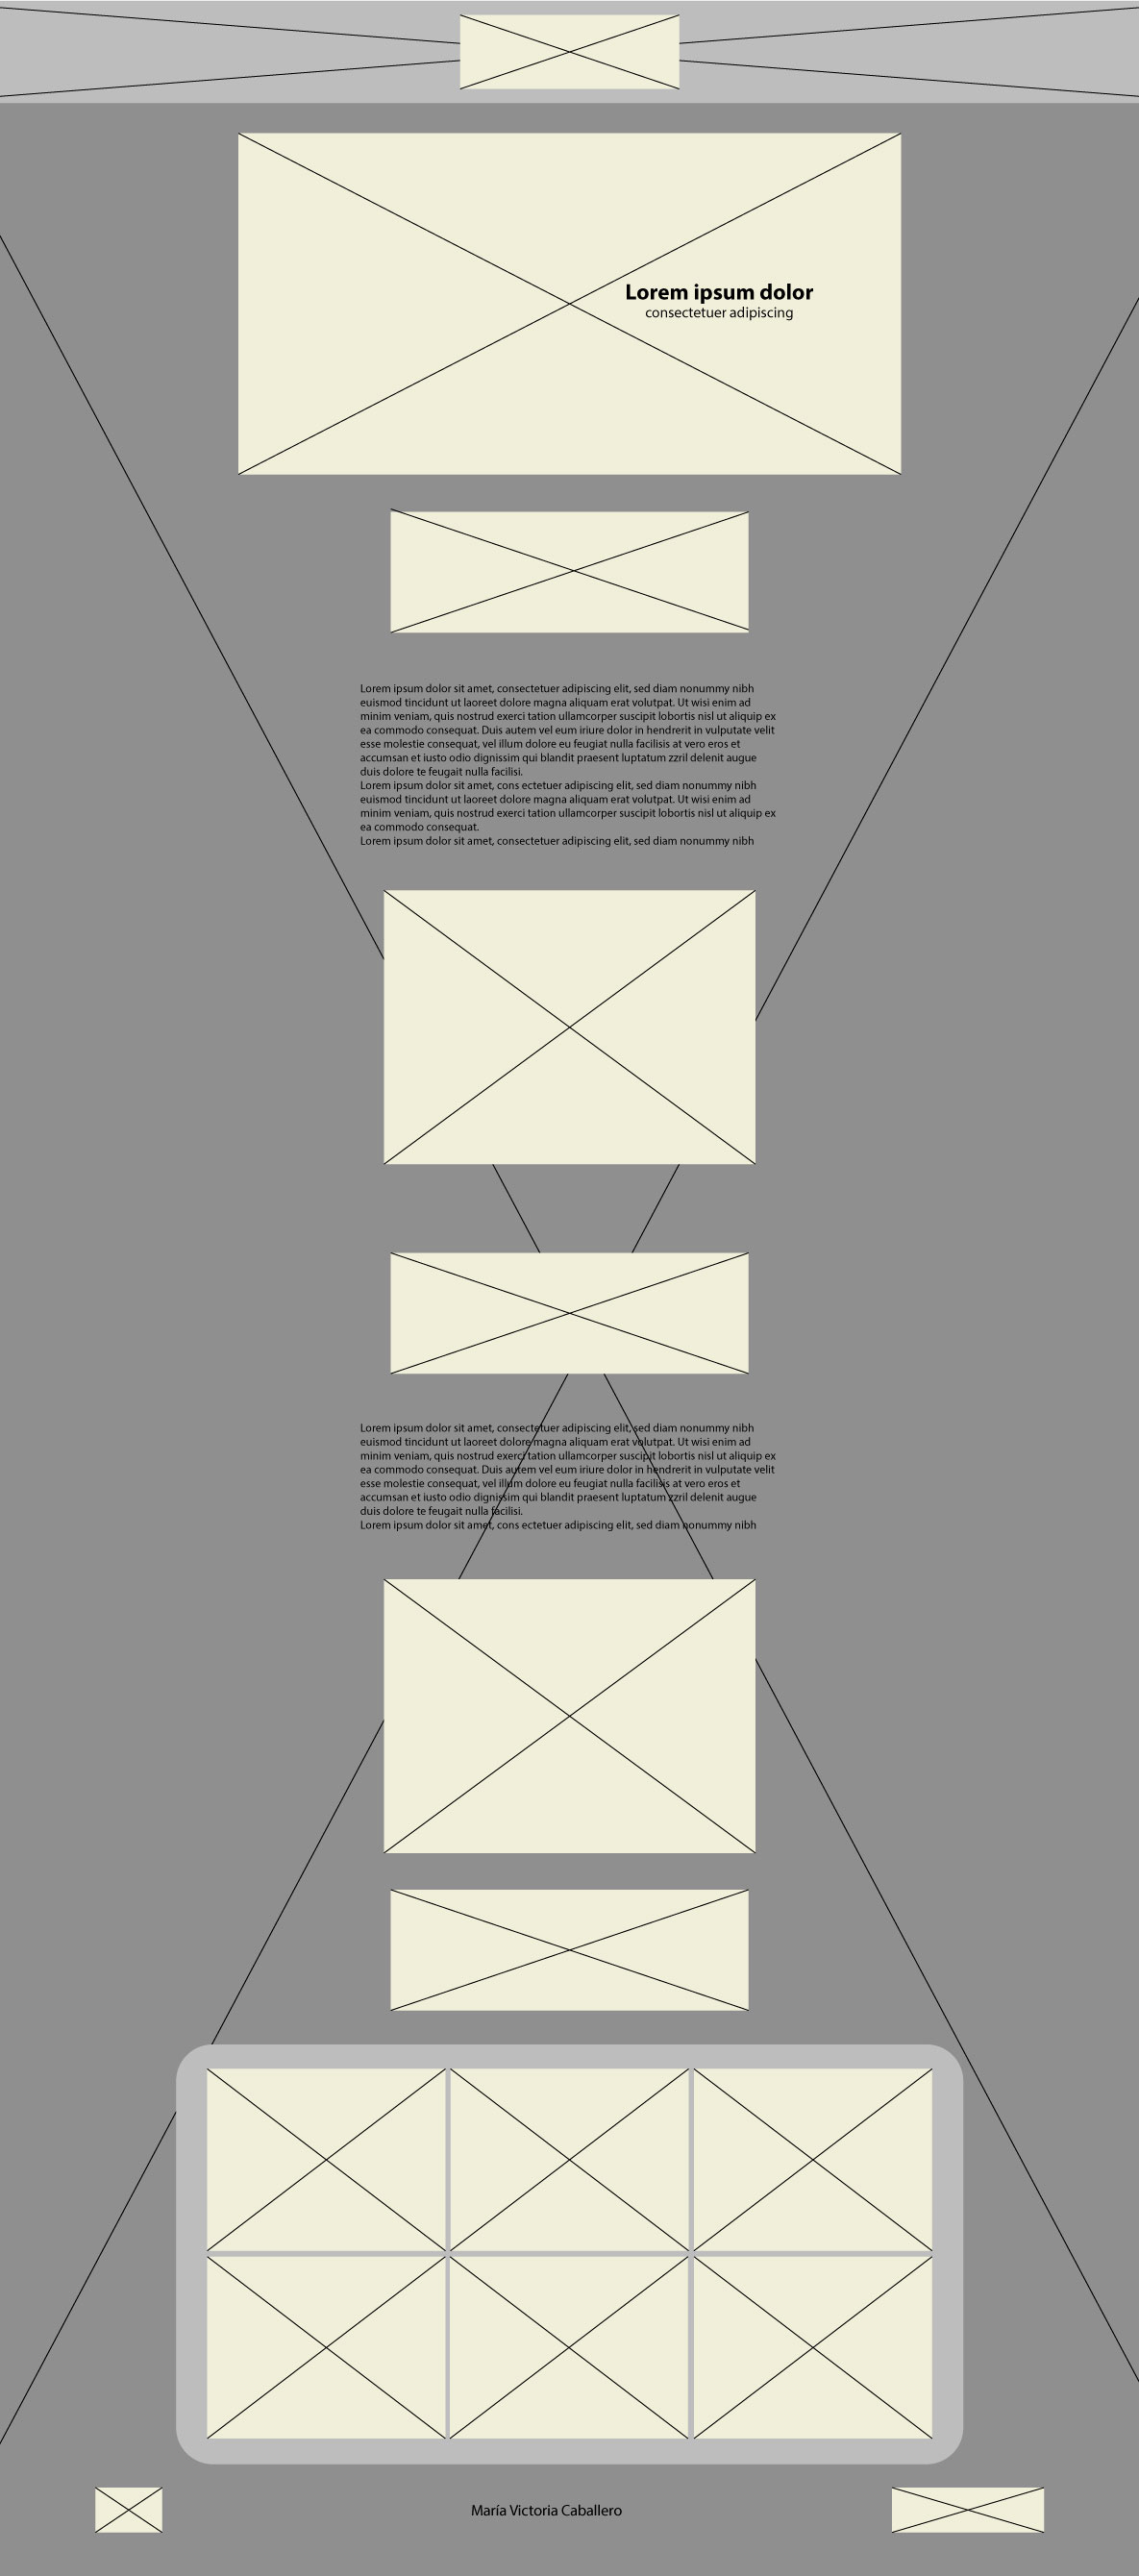 Lorem ipsum dolor
consectetuer adipiscing
Lorem ipsum dolor sit amet, consectetuer adipiscing elit, sed diam nonummy nibh
euismod tincidunt ut laoreet dolore magna aliquam erat volutpat. Ut wisi enim ad
minim veniam, quis nostrud exerci tation ullamcorper suscipit lobortis nisl ut aliquip ex
ea commodo consequat. Duis autem vel eum iriure dolor in hendrerit in vulputate velit
esse molestie consequat, vel illum dolore eu feugiat nulla facilisis at vero eros et
accumsan et iusto odio dignissim qui blandit praesent luptatum zzril delenit augue
duis dolore te feugait nulla facilisi.
Lorem ipsum dolor sit amet, cons ectetuer adipiscing elit, sed diam nonummy nibh
euismod tincidunt ut laoreet dolore magna aliquam erat volutpat. Ut wisi enim ad
minim veniam, quis nostrud exerci tation ullamcorper suscipit lobortis nisl ut aliquip ex
ea commodo consequat.
Lorem ipsum dolor sit amet, consectetuer adipiscing elit, sed diam nonummy nibh
Lorem ipsum dolor sit amet, consectetuer adipiscing elit, sed diam nonummy nibh
euismod tincidunt ut laoreet dolore magna aliquam erat volutpat. Ut wisi enim ad
minim veniam, quis nostrud exerci tation ullamcorper suscipit lobortis nisl ut aliquip ex
ea commodo consequat. Duis autem vel eum iriure dolor in hendrerit in vulputate velit
esse molestie consequat, vel illum dolore eu feugiat nulla facilisis at vero eros et
accumsan et iusto odio dignissim qui blandit praesent luptatum zzril delenit augue
duis dolore te feugait nulla facilisi.
Lorem ipsum dolor sit amet, cons ectetuer adipiscing elit, sed diam nonummy nibh
María Victoria Caballero